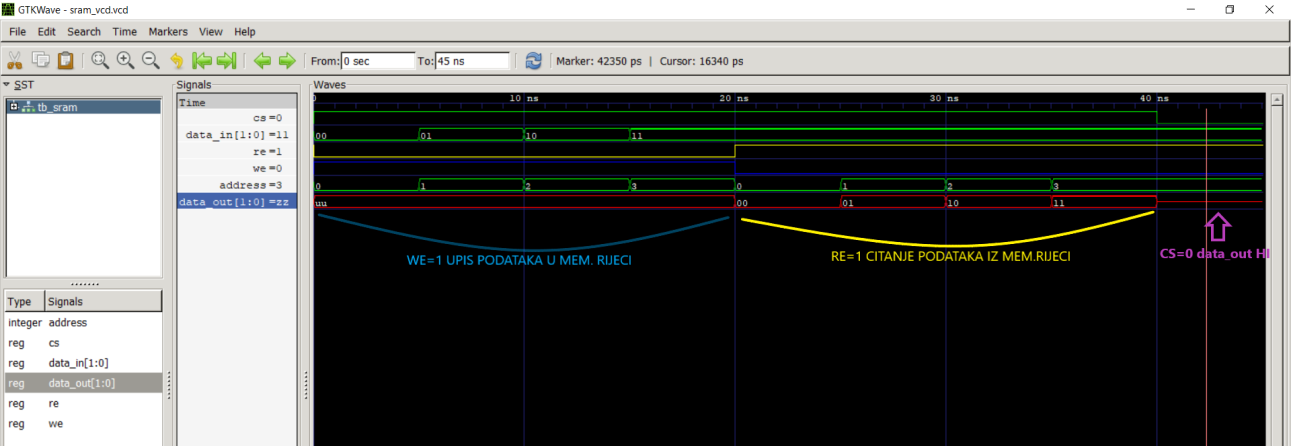 GTKWave - sram_vcd.vcd
File Edit Search Time Markers View Help
From: 0 sec To: 45 ns Marker: 42350 ps | Cursor: 16340 ps
SST
tb_sram
Signals
Time
cs=0
data_in[1:0]=11
re=1
we=0
address=3
data_out[1:0]=zz
Waves
0 10 ns 20 ns 30 ns 40 ns
00 01 10 11
0 1 2 3 0 1 2 3
uu 00 01 10 11
WE=1 UPIS PODATAKA U MEM. RIJECI
RE=1 CITANJE PODATAKA IZ MEM.RIJECI
CS=0 data_out HI
Type Signals
integer address
reg cs
reg data_in[1:0]
reg data_out[1:0]
reg re
reg we